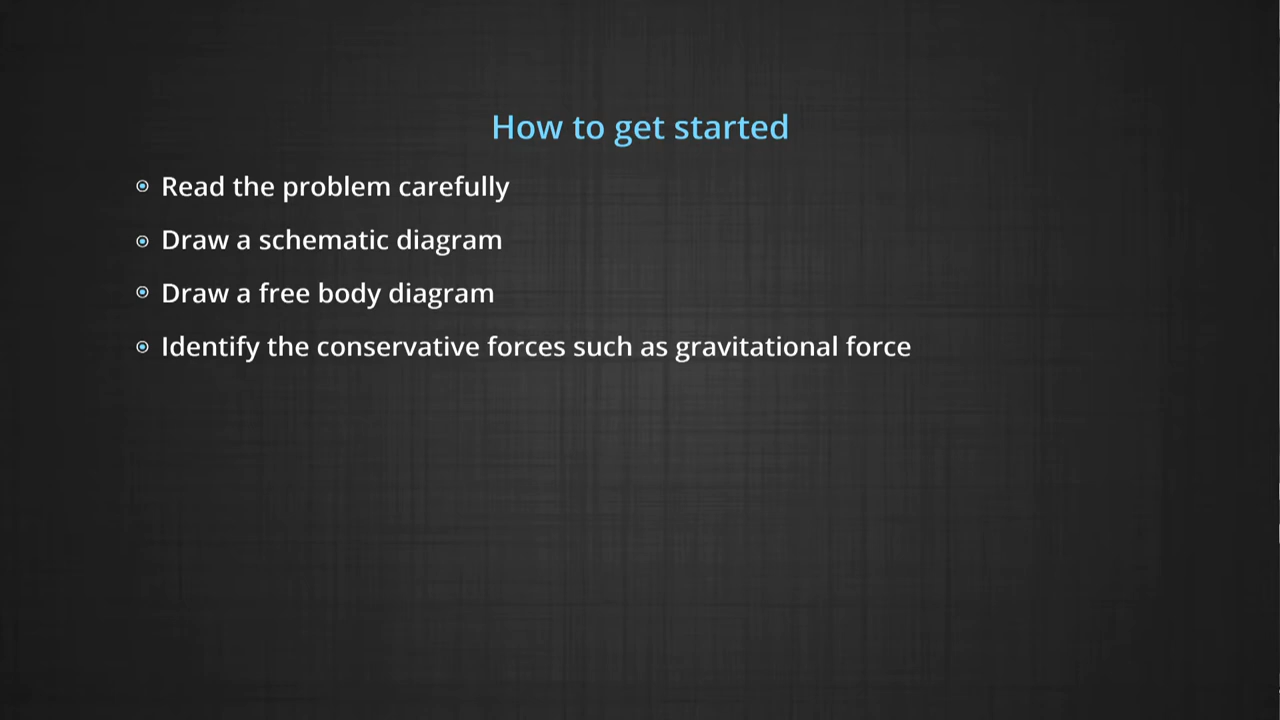 How to get started
Read the problem carefully
Draw a schematic diagram
Draw a free body diagram
Identify the conservative forces such as gravitational force